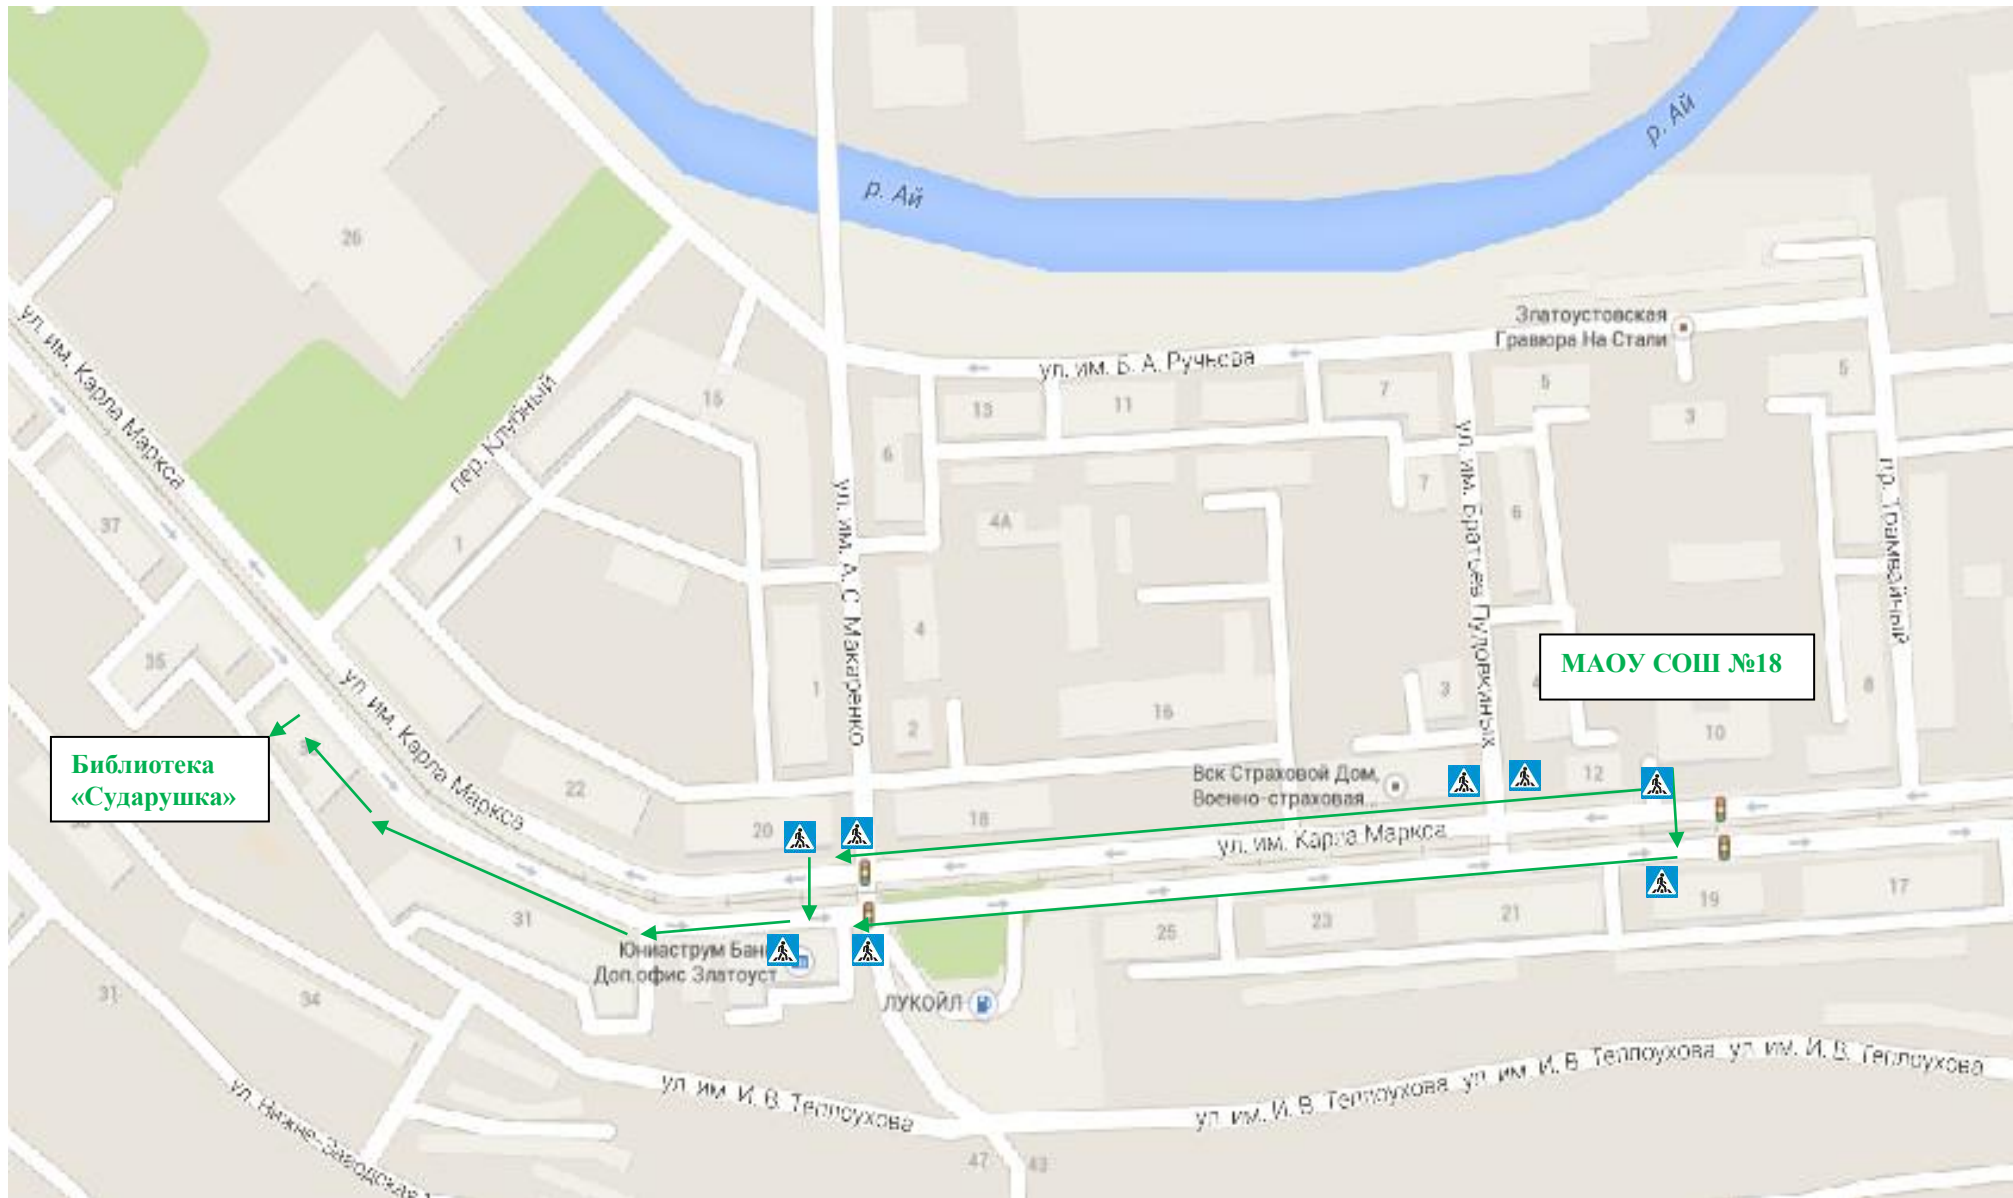 р. Ай
р. Ай
26
ул. им. Карла Маркса
Златоустовская
Гравюра На Стали
ул. им. Б. А. Ручьева
5
5
7
13
11
3
15
пер. Клубный
6
ул. им. Братьев Пудовкиных
7
пр. Трамвайный
37
1
4А
6
ул. им. А. С. Макаренко
4
МАОУ СОШ №18
35
ул. им. Карла Маркса
1
3
4
8
2
16
10
Библиотека
«Сударушка»
22
Вск Страховой Дом,
Военно-страховая...
12
20
18
ул. им. Карла Маркса
31
25
23
21
19
17
Юниаструм Банк
Доп.офис Златоуст
31
34
ЛУКОЙЛ
ул. Нижне-Заводская
ул. им. И. В. Теплоухова
ул. им. И. В. Теплоухова
ул. им. И. В. Теплоухова
ул. им. И. В. Теплоухова
47
43